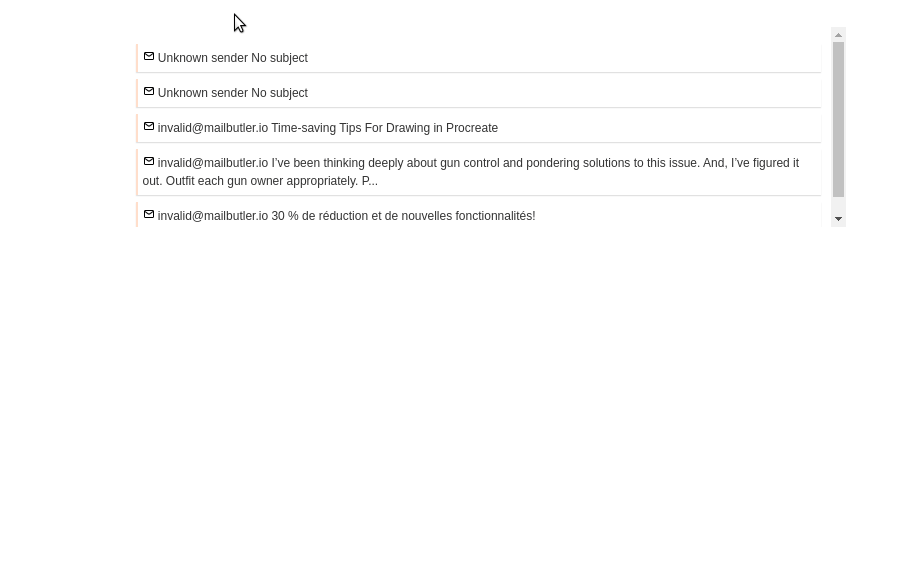 Unknown sender No subject
Unknown sender No subject
invalid@mailbutler.io Time-saving Tips For Drawing in Procreate
invalid@mailbutler.io I've been thinking deeply about gun control and pondering solutions to this issue. And, I've figured it
out. Outfit each gun owner appropriately. P...
invalid@mailbutler.io 30 % de réduction et de nouvelles fonctionnalités!